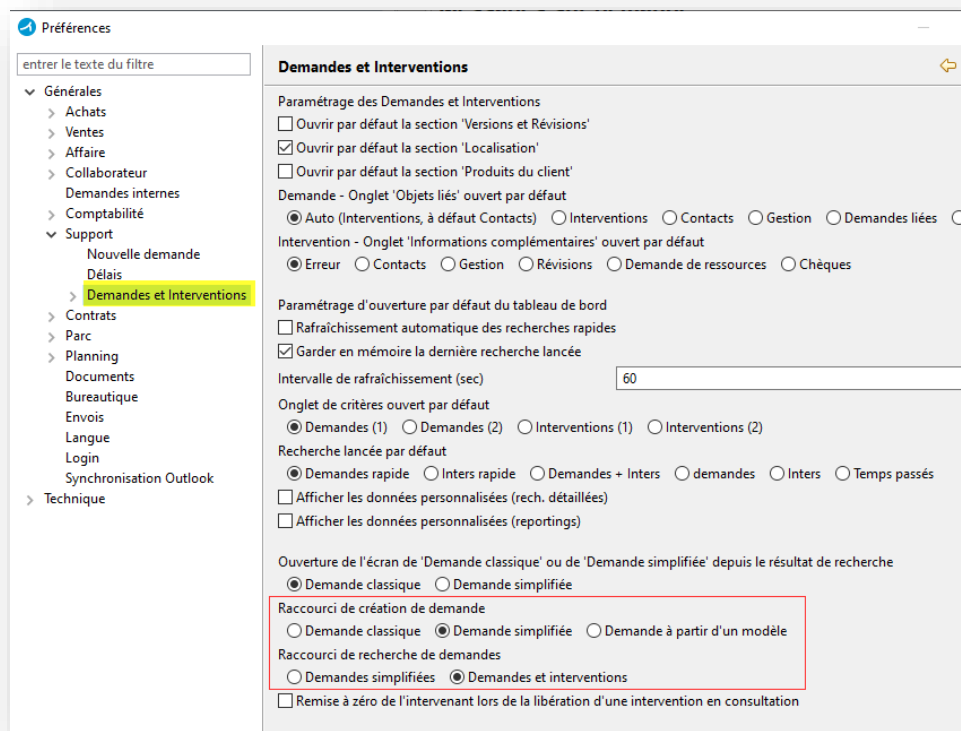 Préférences
entrer le texte du filtre
Générales
Achats
Ventes
Affaire
Collaborateur
Demandes internes
Comptabilité
Support
Nouvelle demande
Délais
Demandes et Interventions
Contrats
Parc
Planning
Documents
Bureautique
Envois
Langue
Login
Synchronisation Outlook
Technique
Demandes et Interventions
Paramétrage des Demandes et Interventions
Ouvrir par défaut la section 'Versions et Révisions'
Ouvrir par défaut la section 'Localisation'
Ouvrir par défaut la section 'Produits du client'
Demande - Onglet 'Objets liés' ouvert par défaut
Auto (Interventions, à défaut Contacts) Interventions Contacts Gestion Demandes liées
Intervention - Onglet 'Informations complémentaires' ouvert par défaut
Erreur Contacts Gestion Révisions Demande de ressources Chèques
Paramétrage d'ouverture par défaut du tableau de bord
Rafraîchissement automatique des recherches rapides
Garder en mémoire la dernière recherche lancée
Intervalle de rafraîchissement (sec) 60
Onglet de critères ouvert par défaut
Demandes (1) Demandes (2) Interventions (1) Interventions (2)
Recherche lancée par défaut
Demandes rapide Inters rapide Demandes + Inters demandes Inters Temps passés
Afficher les données personnalisées (rech. détaillées)
Afficher les données personnalisées (reportings)
Ouverture de l'écran de 'Demande classique' ou de 'Demande simplifiée' depuis le résultat de recherche
Demande classique Demande simplifiée
Raccourci de création de demande
Demande classique Demande simplifiée Demande à partir d'un modèle
Raccourci de recherche de demandes
Demandes simplifiées Demandes et interventions
Remise à zéro de l'intervenant lors de la libération d'une intervention en consultation